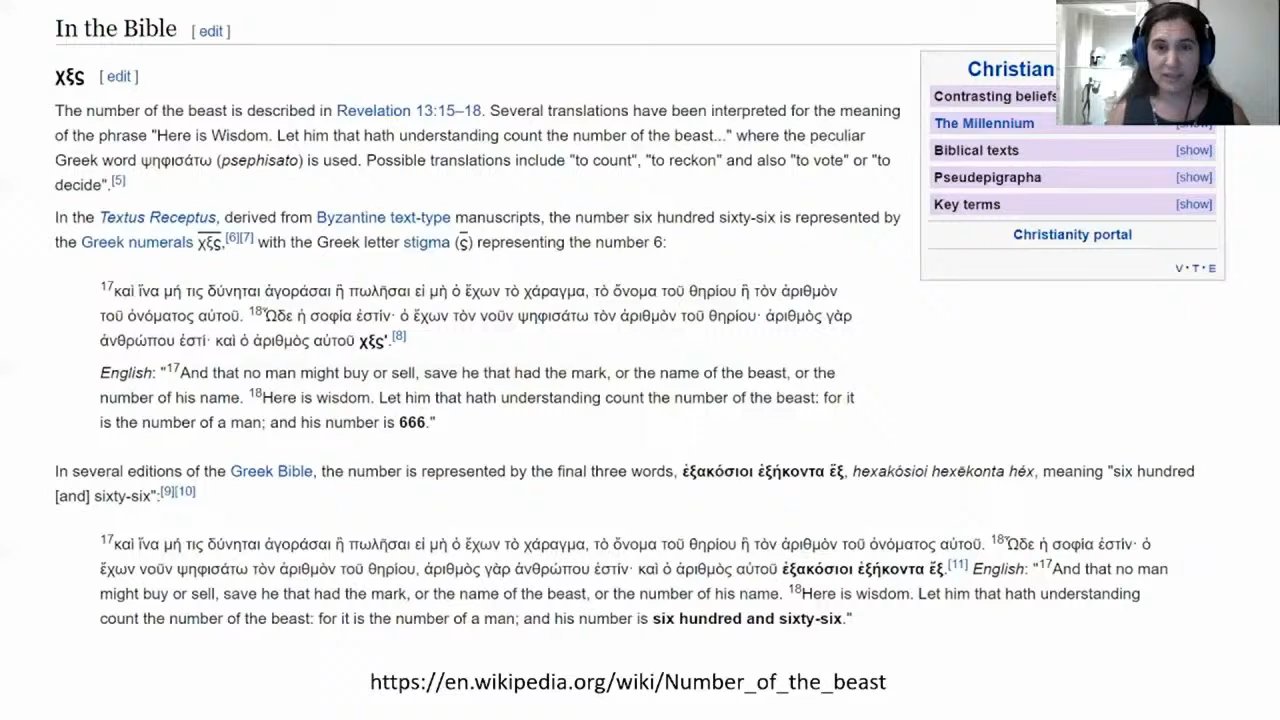 In the Bible [ edit ]
χξς [ edit ]
The number of the beast is described in Revelation 13:15–18. Several translations have been interpreted for the meaning
of the phrase "Here is Wisdom. Let him that hath understanding count the number of the beast..." where the peculiar
Greek word ψηφισάτω (psephisato) is used. Possible translations include "to count", "to reckon" and also "to vote" or "to
decide".[5]
In the Textus Receptus, derived from Byzantine text-type manuscripts, the number six hundred sixty-six is represented by
the Greek numerals χξς,[6][7] with the Greek letter stigma (ς) representing the number 6:
17καὶ ἵνα μή τις δύνηται ἀγοράσαι ἢ πωλῆσαι εἰ μὴ ὁ ἔχων τὸ χάραγμα, τὸ ὄνομα τοῦ θηρίου ἢ τὸν ἀριθμὸν
τοῦ ὀνόματος αὐτοῦ. 18Ὧδε ἡ σοφία ἐστίν· ὁ ἔχων τὸν νοῦν ψηφισάτω τὸν ἀριθμὸν τοῦ θηρίου· ἀριθμὸς γὰρ
ἀνθρώπου ἐστί· καὶ ὁ ἀριθμὸς αὐτοῦ χξς'.[8]
English: "17And that no man might buy or sell, save he that had the mark, or the name of the beast, or the
number of his name. 18Here is wisdom. Let him that hath understanding count the number of the beast: for it
is the number of a man; and his number is 666."
In several editions of the Greek Bible, the number is represented by the final three words, ἑξακόσιοι ἑξήκοντα ἕξ, hexakósioi hexēkonta héx, meaning "six hundred
[and] sixty-six":[9][10]
17καὶ ἵνα μή τις δύνηται ἀγοράσαι ἢ πωλῆσαι εἰ μὴ ὁ ἔχων τὸ χάραγμα, τὸ ὄνομα τοῦ θηρίου ἢ τὸν ἀριθμὸν τοῦ ὀνόματος αὐτοῦ. 18Ὧδε ἡ σοφία ἐστίν· ὁ
ἔχων νοῦν ψηφισάτω τὸν ἀριθμὸν τοῦ θηρίου, ἀριθμὸς γὰρ ἀνθρώπου ἐστίν· καὶ ὁ ἀριθμὸς αὐτοῦ ἑξακόσιοι ἑξήκοντα ἕξ.[11] English: "17And that no man
might buy or sell, save he that had the mark, or the name of the beast, or the number of his name. 18Here is wisdom. Let him that hath understanding
count the number of the beast: for it is the number of a man; and his number is six hundred and sixty-six."
Christian
Contrasting beliefs
The Millennium [show]
Biblical texts [show]
Pseudepigrapha [show]
Key terms [show]
Christianity portal
V·T·E
https://en.wikipedia.org/wiki/Number_of_the_beast